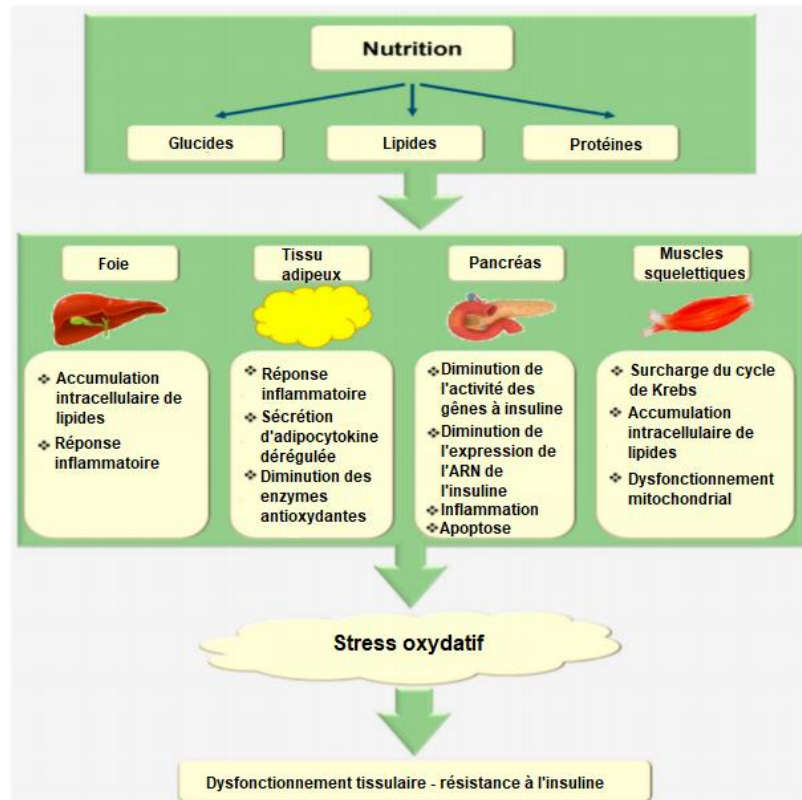 Nutrition
Glucides
Lipides
Protéines
Foie
Tissu
adipeux
Pancréas
Muscles
squelettiques
❖ Accumulation
intracellulaire de
lipides
❖ Réponse
inflammatoire
❖ Réponse
inflammatoire
❖ Sécrétion
d'adipocytokine
dérégulée
❖ Diminution des
enzymes
antioxydantes
❖ Diminution de
l'activité des
gênes à insuline
❖ Diminution de
l'expression de
l'ARN de
l'insuline
❖ Inflammation
❖ Apoptose
❖ Surcharge du cycle
de Krebs
❖ Accumulation
intracellulaire de
lipides
❖ Dysfonctionnement
mitochondrial
Stress oxydatif
Dysfonctionnement tissulaire - résistance à l'insuline